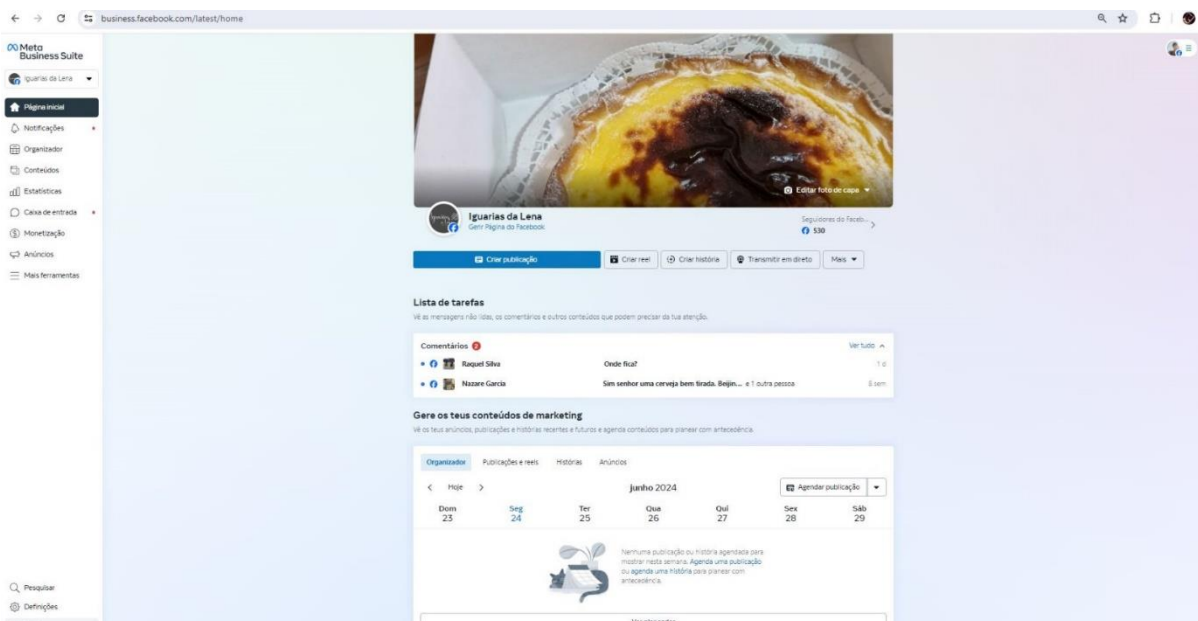 business.facebook.com/latest/home
Meta
Business Suite
Iguarias da Lena
Página inicial
Notificações
Organizador
Conteúdos
Estatísticas
Caixa de entrada
Monetização
Anúncios
Mais ferramentas
Pesquisar
Definições
Editar foto de capa
Iguarias da Lena
Gerir Página do Facebook
Seguidores do Faceb...
530
Criar publicação
Criar reel
Criar história
Transmitir em direto
Mais
Lista de tarefas
Vê as mensagens não lidas, os comentários e outros conteúdos que podem precisar da tua atenção.
Comentários 2
Ver tudo
Raquel Silva Onde fica? 1 d
Nazare Garcia Sim senhor uma cerveja bem tirada. Beijin... e 1 outra pessoa sem
Gere os teus conteúdos de marketing
Vê os teus anúncios, publicações e histórias recentes e futuros e agenda conteúdos para planear com antecedência.
Organizador Publicações e reels Histórias Anúncios
Hoje junho 2024 Agendar publicação
Dom Seg Ter Qua Qui Sex Sáb
23 24 25 26 27 28 29
Nenhuma publicação ou história agendada para
mostrar nesta semana. Agenda uma publicação
ou agenda uma história para planear com
antecedência.